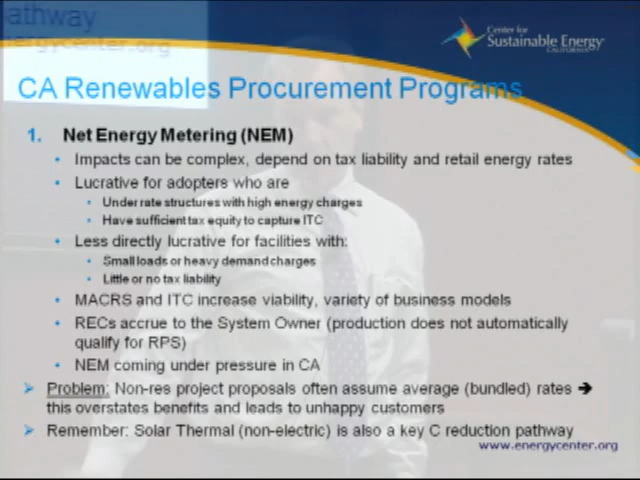 athway
nergycenter.org
Center for
Sustainable Energy
CALIFORNIA
CA Renewables Procurement Programs
1. Net Energy Metering (NEM)
• Impacts can be complex, depend on tax liability and retail energy rates
• Lucrative for adopters who are
• Under rate structures with high energy charges
• Have sufficient tax equity to capture ITC
• Less directly lucrative for facilities with:
• Small loads or heavy demand charges
• Little or no tax liability
• MACRS and ITC increase viability, variety of business models
• RECs accrue to the System Owner (production does not automatically
qualify for RPS)
• NEM coming under pressure in CA
➢ Problem: Non-res project proposals often assume average (bundled) rates ➔
this overstates benefits and leads to unhappy customers
➢ Remember: Solar Thermal (non-electric) is also a key C reduction pathway
www.energycenter.org